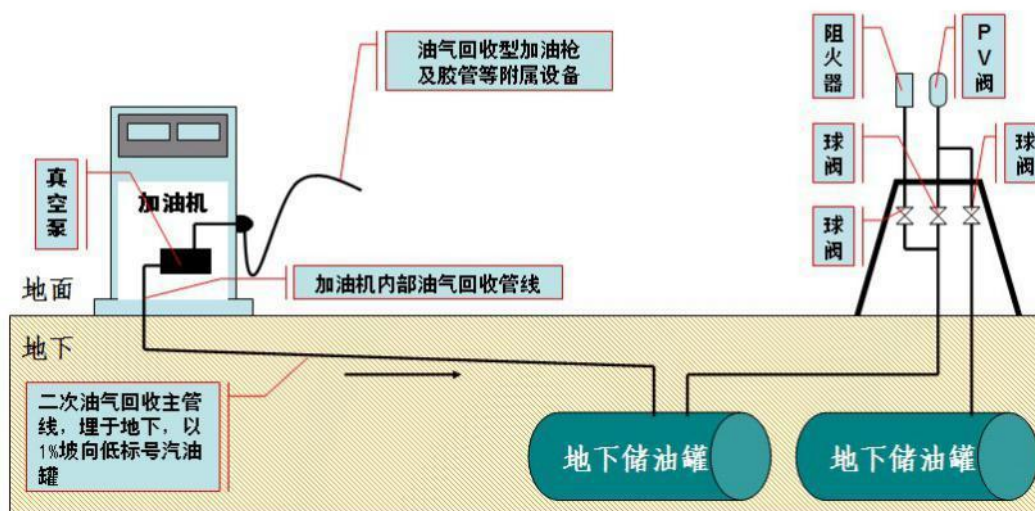 油气回收型加油枪
及胶管等附属设备
阻火器
PV阀
真空泵
加油机
球阀
球阀
球阀
加油机内部油气回收管线
地面
地下
二次油气回收主管
线，埋于地下，以
1%坡向低标号汽油
罐
地下储油罐
地下储油罐